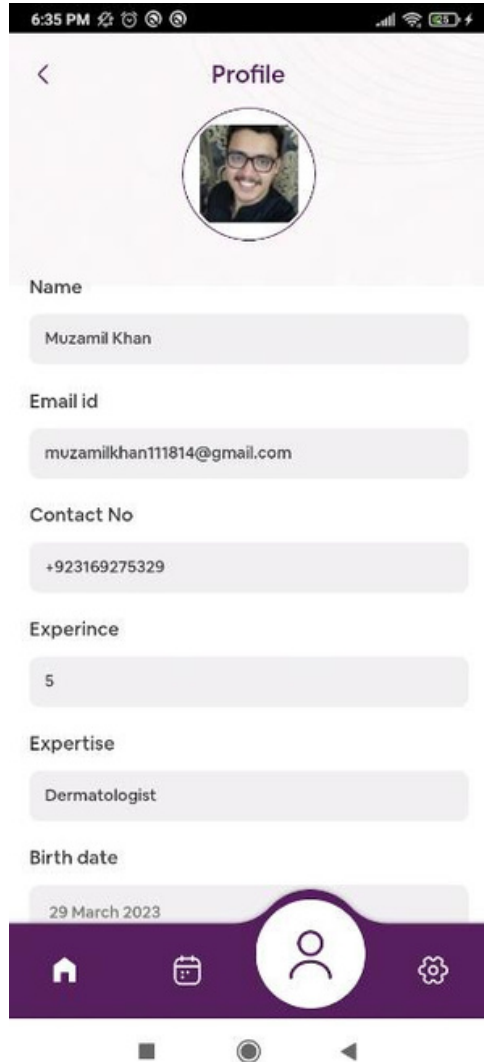 6:35 PM
45
Profile
Name
Muzamil Khan
Email id
muzamilkhan111814@gmail.com
Contact No
+923169275329
Experince
5
Expertise
Dermatologist
Birth date
29 March 2023